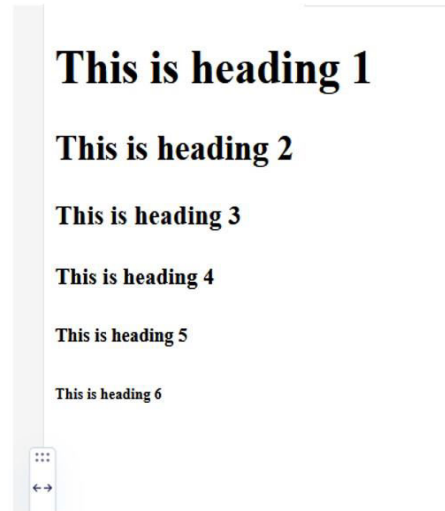 This is heading 1
This is heading 2
This is heading 3
This is heading 4
This is heading 5
This is heading 6